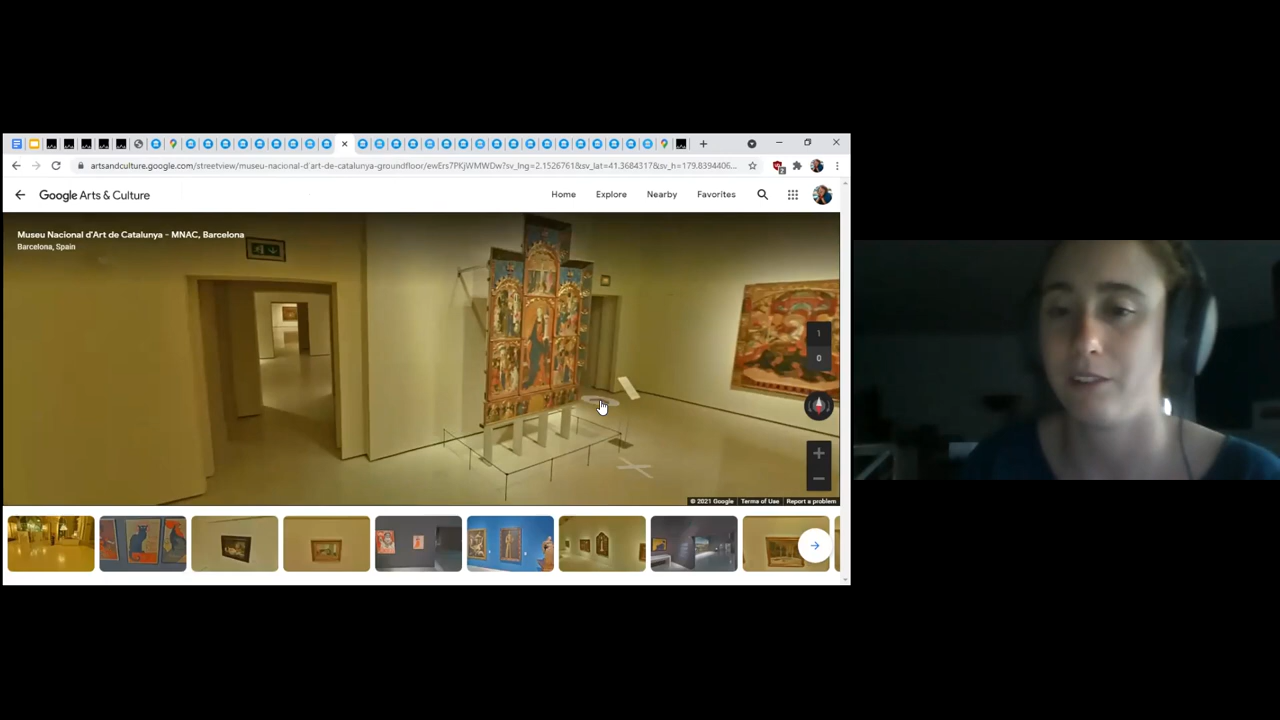 artsandculture.google.com/streetview/museu-nacional-d'art-de-catalunya-groundfloor/ewErs7PKjWMWDw?sv_lng=2.1526761&sv_lat=41.3684317&sv_h=179.8394406...
Google Arts & Culture
Home Explore Nearby Favorites
Museu Nacional d'Art de Catalunya - MNAC, Barcelona
Barcelona, Spain
1
0
© 2021 Google Terms of Use Report a problem